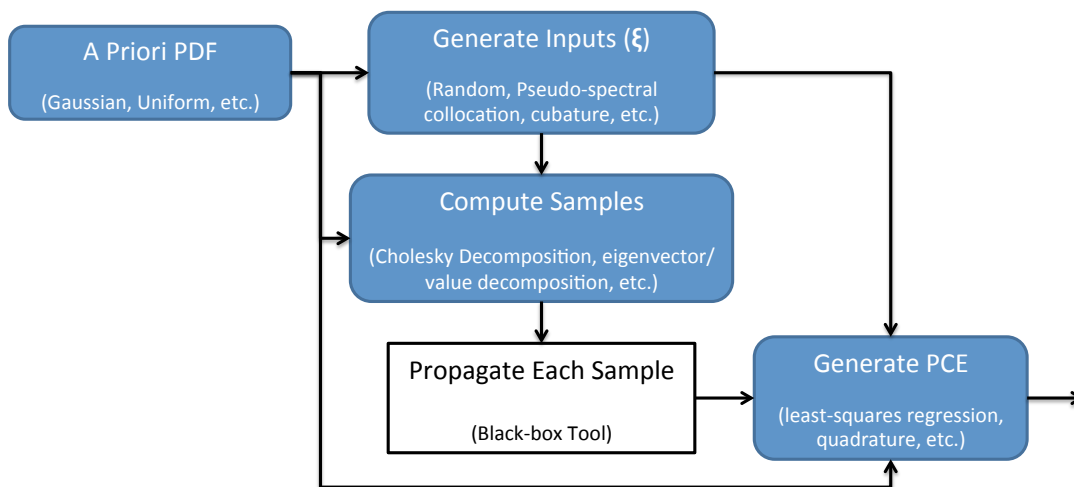 A Priori PDF
(Gaussian, Uniform, etc.)
Generate Inputs (ξ)
(Random, Pseudo-spectral
collocation, cubature, etc.)
Compute Samples
(Cholesky Decomposition, eigenvector/
value decomposition, etc.)
Propagate Each Sample
(Black-box Tool)
Generate PCE
(least-squares regression,
quadrature, etc.)